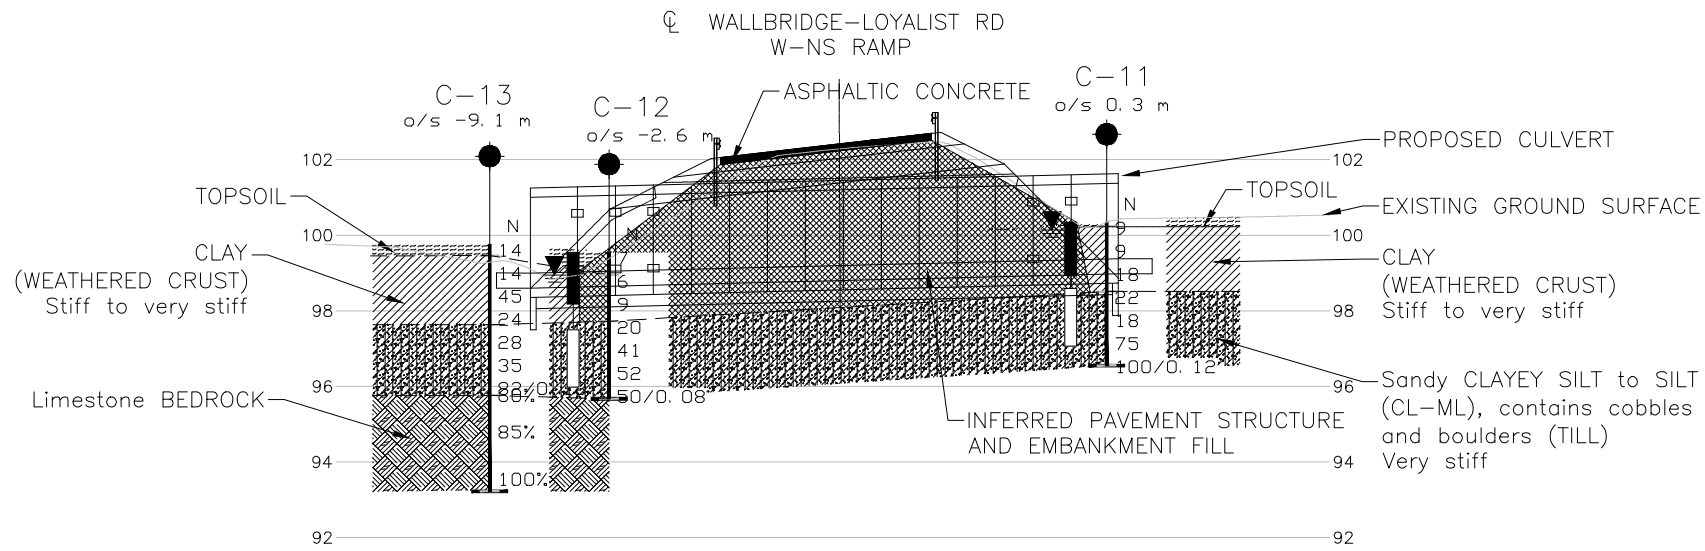 ℄ WALLBRIDGE-LOYALIST RD
W-NS RAMP
C-13
o/s -9.1 m
C-12
o/s -2.6 m
ASPHALTIC CONCRETE
C-11
o/s 0.3 m
PROPOSED CULVERT
102
102
TOPSOIL
TOPSOIL
EXISTING GROUND SURFACE
100
100
CLAY
(WEATHERED CRUST)
Stiff to very stiff
CLAY
(WEATHERED CRUST)
Stiff to very stiff
98
98
N
14
14
45
24
28
35
85%
100%
N
6
9
20
41
52
50/0.08
N
9
9
18
22
18
75
100/0.12
96
96
Limestone BEDROCK
INFERRED PAVEMENT STRUCTURE
AND EMBANKMENT FILL
Sandy CLAYEY SILT to SILT
(CL-ML), contains cobbles
and boulders (TILL)
Very stiff
94
94
92
92